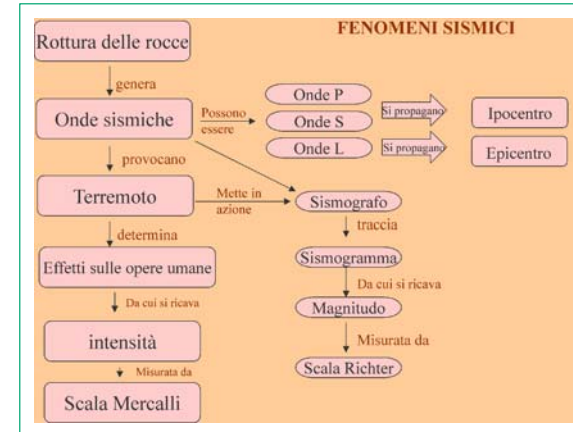 FENOMENI SISMICI
Rottura delle rocce
genera
Onde sismiche
Possono
essere
Onde P
Onde S
Onde L
Si propagano
Ipocentro
Si propagano
Epicentro
provocano
Terremoto
Mette in
azione
Sismografo
traccia
Sismogramma
Da cui si ricava
Magnitudo
Misurata da
Scala Richter
determina
Effetti sulle opere umane
Da cui si ricava
intensità
Misurata da
Scala Mercalli